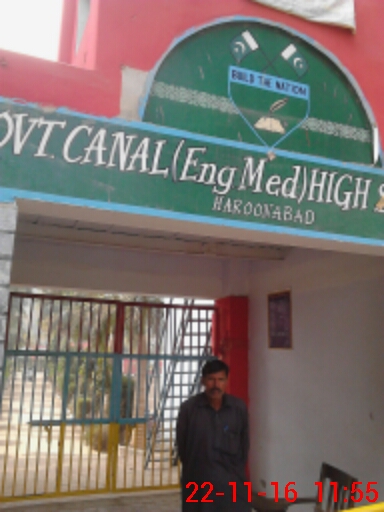 BUILD THE NATION
OVT. CANAL (Eng Med) HIGH S
HAROONABAD
22-11-16 11:55